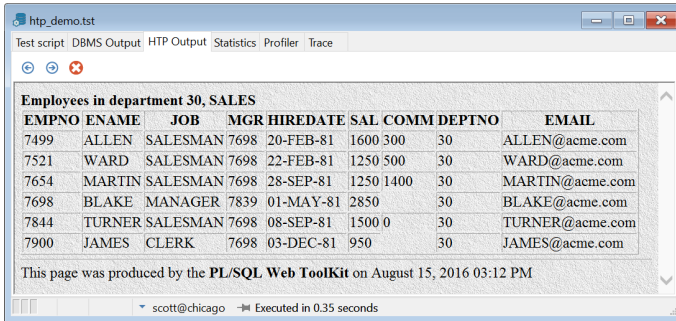 htp_demo.tst
Test script DBMS Output HTP Output Statistics Profiler Trace
Employees in department 30, SALES
EMPNO ENAME JOB MGR HIREDATE SAL COMM DEPTNO EMAIL
7499 ALLEN SALESMAN 7698 20-FEB-81 1600 300 30 ALLEN@acme.com
7521 WARD SALESMAN 7698 22-FEB-81 1250 500 30 WARD@acme.com
7654 MARTIN SALESMAN 7698 28-SEP-81 1250 1400 30 MARTIN@acme.com
7698 BLAKE MANAGER 7839 01-MAY-81 2850 30 BLAKE@acme.com
7844 TURNER SALESMAN 7698 08-SEP-81 1500 0 30 TURNER@acme.com
7900 JAMES CLERK 7698 03-DEC-81 950 30 JAMES@acme.com
This page was produced by the PL/SQL Web ToolKit on August 15, 2016 03:12 PM
scott@chicago Executed in 0.35 seconds